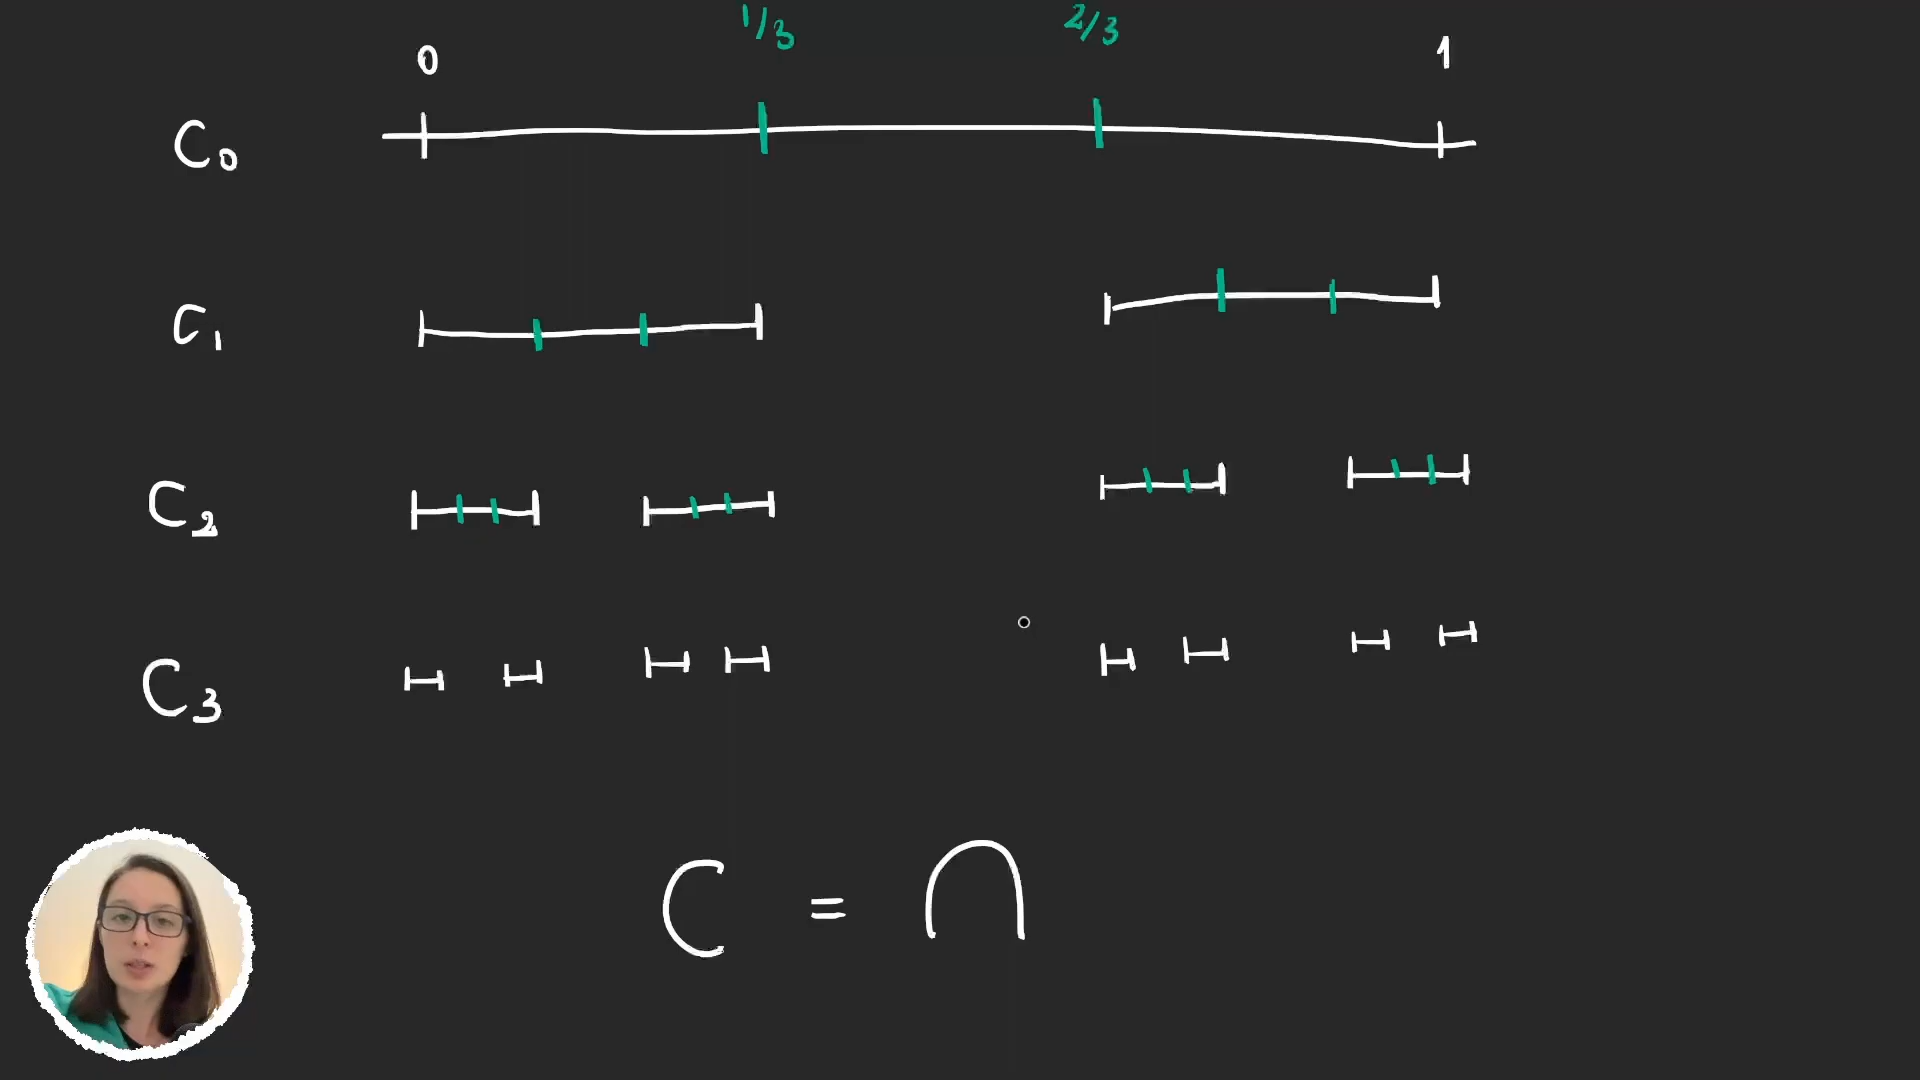 1/3 2/3
0 1
C₀
C₁
C₂
C₃
C = ∩